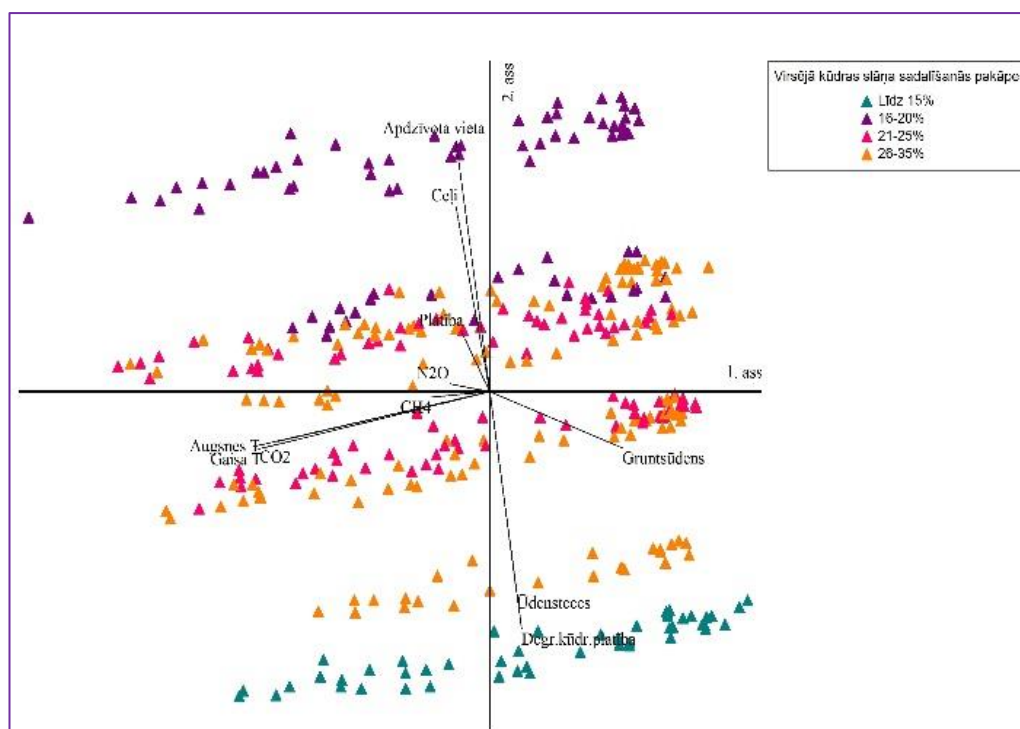 2. ass
Virsējā kūdras slāņa sadalīšanās pakāpe
Līdz 15%
16-20%
21-25%
26-35%
Apdzīvota vieta
Ceļi
Platība
N2O
1. ass
CH4
Augsnes T
Gaisa T CO2
Gruntsūdens
Ūdensteces
Degr.kūdr.platība